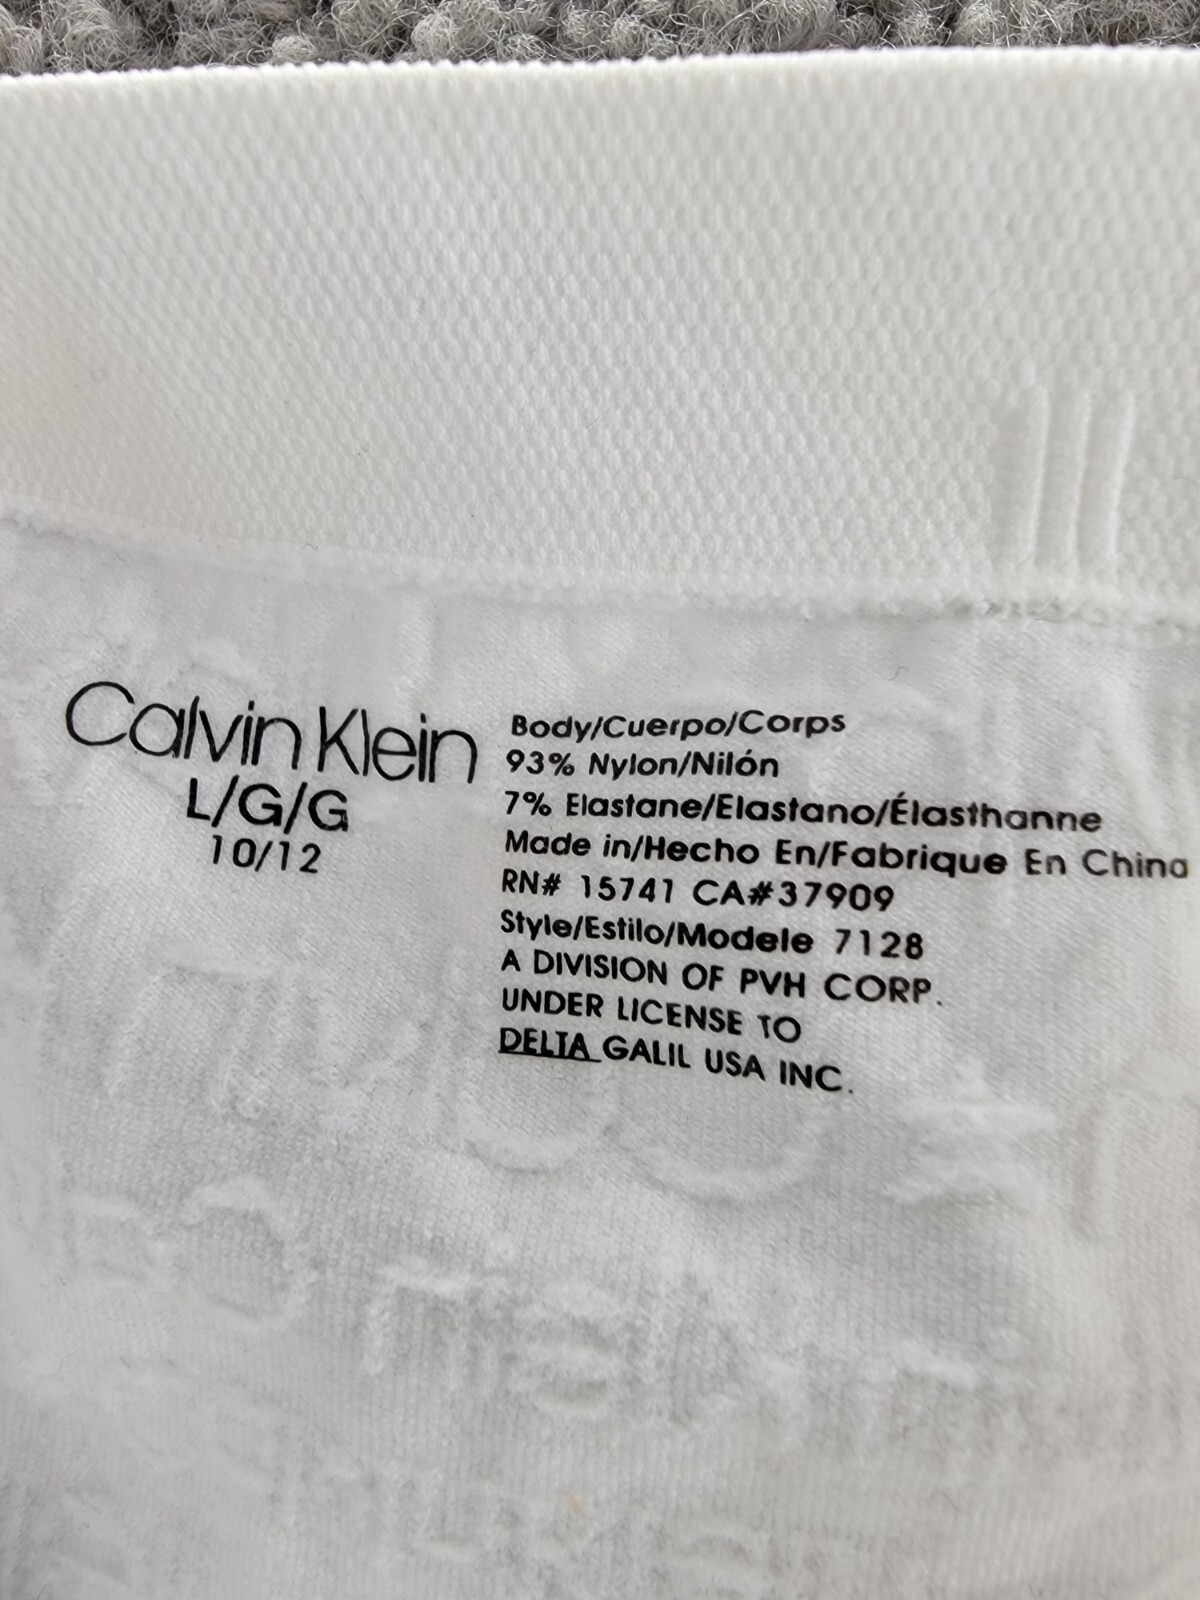 Calvin Klein
L/G/G
10/12
Body/Cuerpo/Corps
93% Nylon/Nilón
7% Elastane/Elastano/Élasthanne
Made in/Hecho En/Fabrique En China
RN# 15741 CA#37909
Style/Estilo/Modele 7128
A DIVISION OF PVH CORP.
UNDER LICENSE TO
DELTA GALIL USA INC.